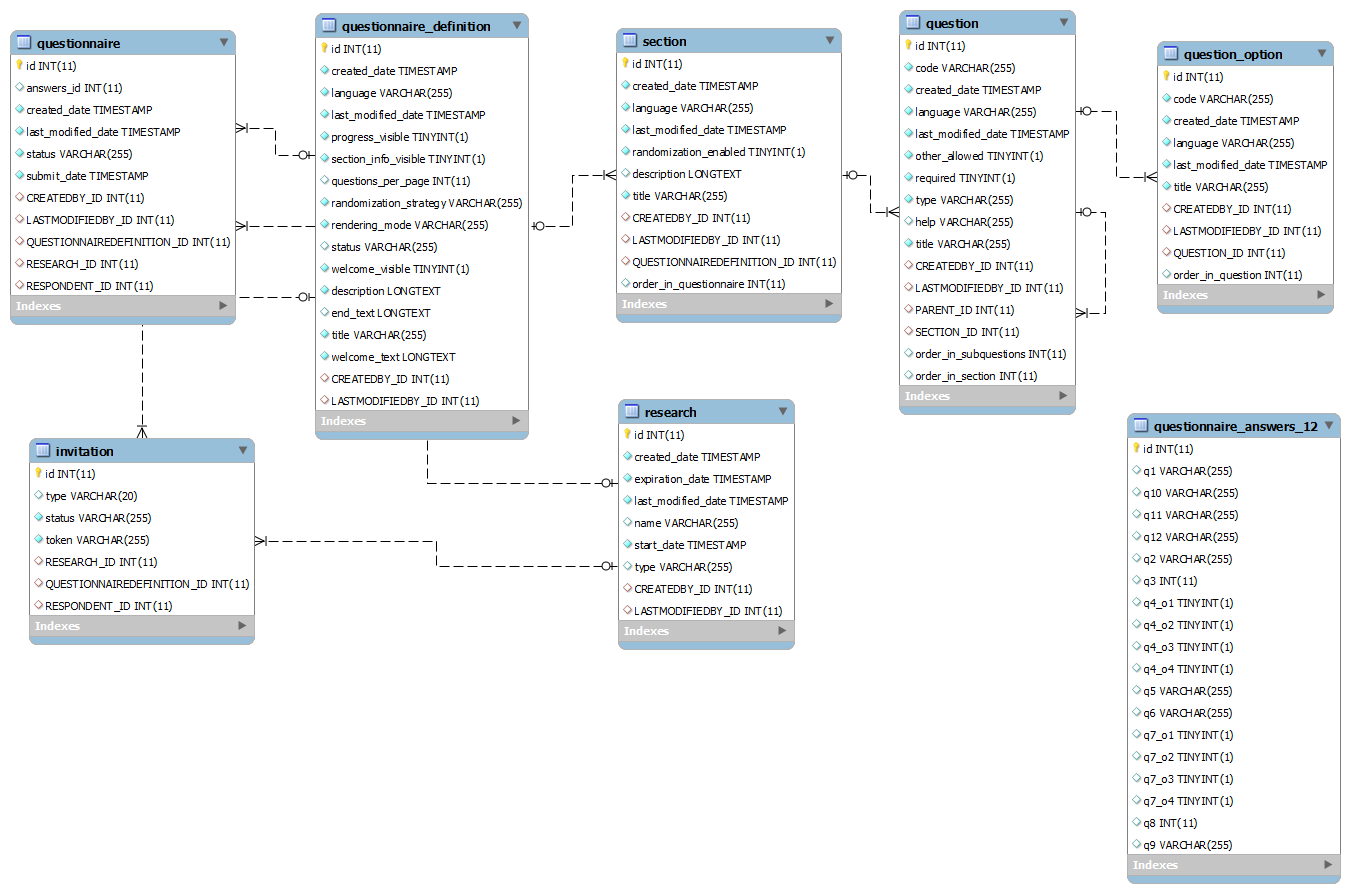 questionnaire
id INT(11)
answers_id INT(11)
created_date TIMESTAMP
last_modified_date TIMESTAMP
status VARCHAR(255)
submit_date TIMESTAMP
CREATEDBY_ID INT(11)
LASTMODIFIEDBY_ID INT(11)
QUESTIONNAIREDEFINITION_ID INT(11)
RESEARCH_ID INT(11)
RESPONDENT_ID INT(11)
Indexes
questionnaire_definition
id INT(11)
created_date TIMESTAMP
language VARCHAR(255)
last_modified_date TIMESTAMP
progress_visible TINYINT(1)
section_info_visible TINYINT(1)
questions_per_page INT(11)
randomization_strategy VARCHAR(255)
rendering_mode VARCHAR(255)
status VARCHAR(255)
welcome_visible TINYINT(1)
description LONGTEXT
end_text LONGTEXT
title VARCHAR(255)
welcome_text LONGTEXT
CREATEDBY_ID INT(11)
LASTMODIFIEDBY_ID INT(11)
Indexes
section
id INT(11)
created_date TIMESTAMP
language VARCHAR(255)
last_modified_date TIMESTAMP
randomization_enabled TINYINT(1)
description LONGTEXT
title VARCHAR(255)
CREATEDBY_ID INT(11)
LASTMODIFIEDBY_ID INT(11)
QUESTIONNAIREDEFINITION_ID INT(11)
order_in_questionnaire INT(11)
Indexes
question
id INT(11)
code VARCHAR(255)
created_date TIMESTAMP
language VARCHAR(255)
last_modified_date TIMESTAMP
other_allowed TINYINT(1)
required TINYINT(1)
type VARCHAR(255)
help VARCHAR(255)
title VARCHAR(255)
CREATEDBY_ID INT(11)
LASTMODIFIEDBY_ID INT(11)
PARENT_ID INT(11)
SECTION_ID INT(11)
order_in_subquestions INT(11)
order_in_section INT(11)
Indexes
question_option
id INT(11)
code VARCHAR(255)
created_date TIMESTAMP
language VARCHAR(255)
last_modified_date TIMESTAMP
title VARCHAR(255)
CREATEDBY_ID INT(11)
LASTMODIFIEDBY_ID INT(11)
QUESTION_ID INT(11)
order_in_question INT(11)
Indexes
invitation
id INT(11)
type VARCHAR(20)
status VARCHAR(255)
token VARCHAR(255)
RESEARCH_ID INT(11)
QUESTIONNAIREDEFINITION_ID INT(11)
RESPONDENT_ID INT(11)
Indexes
research
id INT(11)
created_date TIMESTAMP
expiration_date TIMESTAMP
last_modified_date TIMESTAMP
name VARCHAR(255)
start_date TIMESTAMP
type VARCHAR(255)
CREATEDBY_ID INT(11)
LASTMODIFIEDBY_ID INT(11)
Indexes
questionnaire_answers_12
id INT(11)
q1 VARCHAR(255)
q10 VARCHAR(255)
q11 VARCHAR(255)
q12 VARCHAR(255)
q2 VARCHAR(255)
q3 INT(11)
q4_o1 TINYINT(1)
q4_o2 TINYINT(1)
q4_o3 TINYINT(1)
q4_o4 TINYINT(1)
q5 VARCHAR(255)
q6 VARCHAR(255)
q7_o1 TINYINT(1)
q7_o2 TINYINT(1)
q7_o3 TINYINT(1)
q7_o4 TINYINT(1)
q8 INT(11)
q9 VARCHAR(255)
Indexes